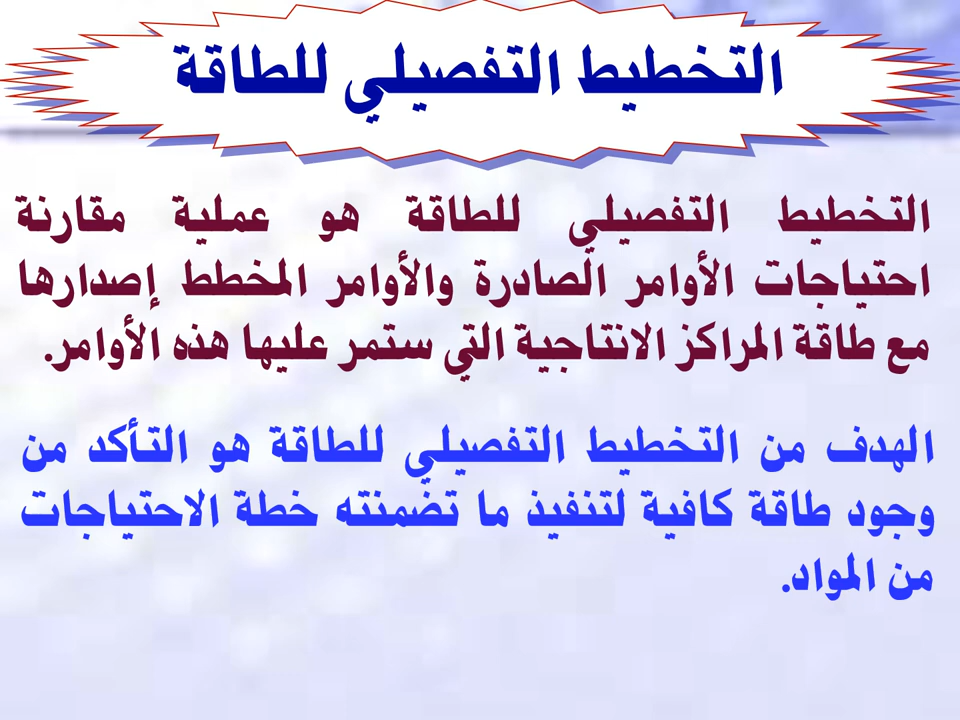 التخطيط التفصيلي للطاقة
التخطيط التفصيلي للطاقة هو عملية مقارنة
احتياجات الأوامر الصادرة والأوامر المخطط إصدارها
مع طاقة المراكز الانتاجية التي ستمر عليها هذه الأوامر.
الهدف من التخطيط التفصيلي للطاقة هو التأكد من
وجود طاقة كافية لتنفيذ ما تضمنته خطة الاحتياجات
من المواد.